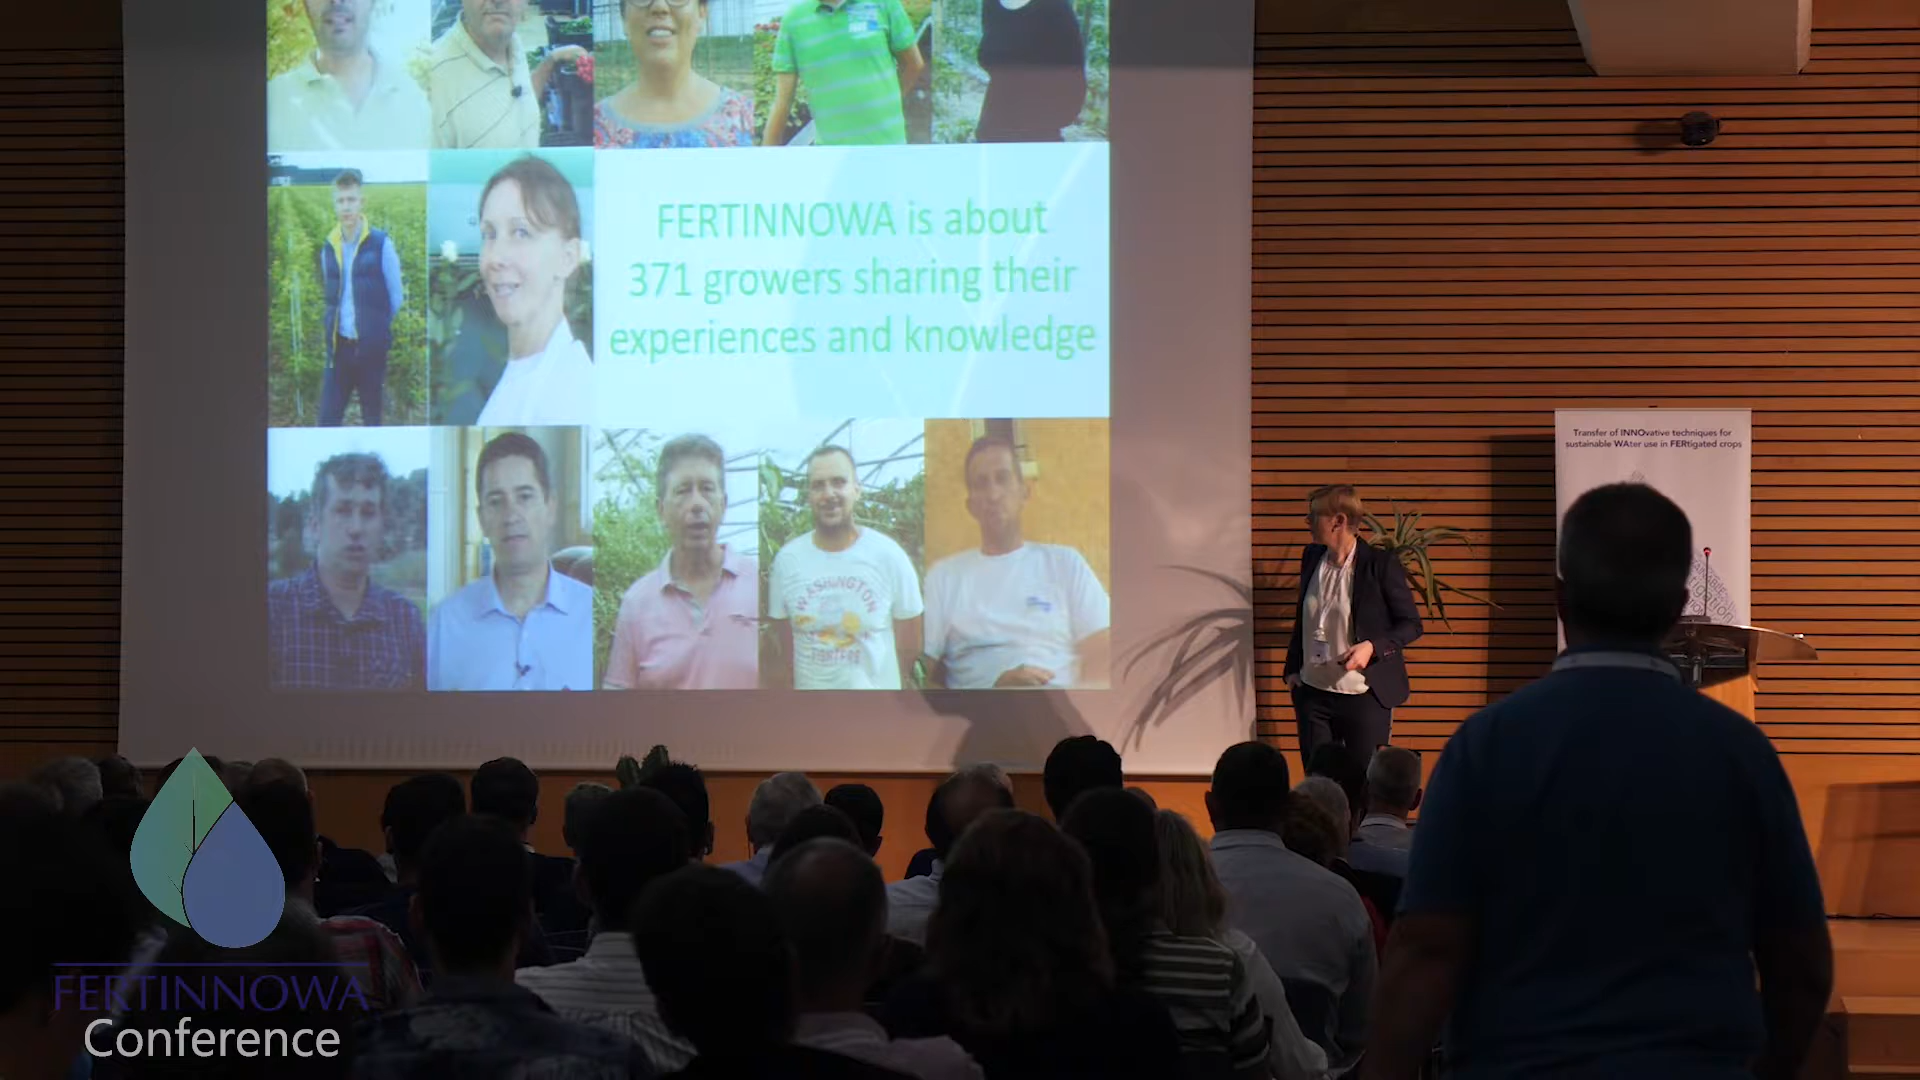 FERTINNOWA is about
371 growers sharing their
experiences and knowledge
Transfer of INNOvative techniques for
sustainable WAter use in FERtigated crops
WASHINGTON
FIGHTERS
FERTINNOWA
Conference